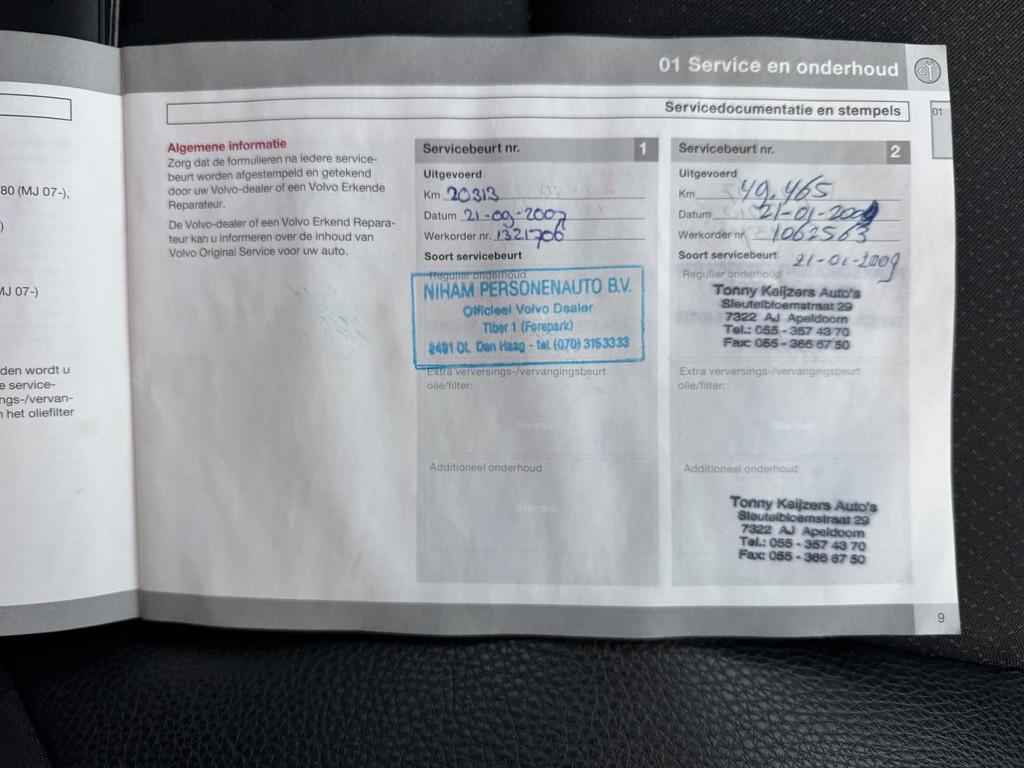 01 Service en onderhoud
Servicedocumentatie en stempels
01
80 (MJ 07-),
)
MJ 07-)
den wordt u
e service-
ngs-/vervan-
n het oliefilter
Algemene informatie
Zorg dat de formulieren na iedere service-
beurt worden afgestempeld en getekend
door uw Volvo-dealer of een Volvo Erkende
Reparateur.
De Volvo-dealer of een Volvo Erkend Repara-
teur kan u informeren over de inhoud van
Volvo Original Service voor uw auto.
Servicebeurt nr. 1
Uitgevoerd
Km 20313
Datum 21-09-2007
Werkorder nr. 1321706
Soort servicebeurt
Regulier onderhoud
NIHAM PERSONENAUTO B.V.
Officieel Volvo Dealer
Tiber 1 (Forepark)
2491 DL Den Haag - tel. (070) 3153333
Extra verversings-/vervangingsbeurt
olie/filter:
Stempel
Additioneel onderhoud
Stempel
Servicebeurt nr. 2
Uitgevoerd
Km 49.465
Datum 21-01-2009
Werkorder nr. 1062563
Soort servicebeurt 21-01-2009
Regulier onderhoud
Tonny Keijzers Auto's
Sleutelbloemstraat 29
7322 AJ Apeldoorn
Tel.: 055 - 357 43 70
Fax: 055 - 366 67 50
Extra verversings-/vervangingsbeurt
olie/filter:
Stempel
Additioneel onderhoud
Tonny Keijzers Auto's
Sleutelbloemstraat 29
7322 AJ Apeldoorn
Tel.: 055 - 357 43 70
Fax: 055 - 366 67 50
9